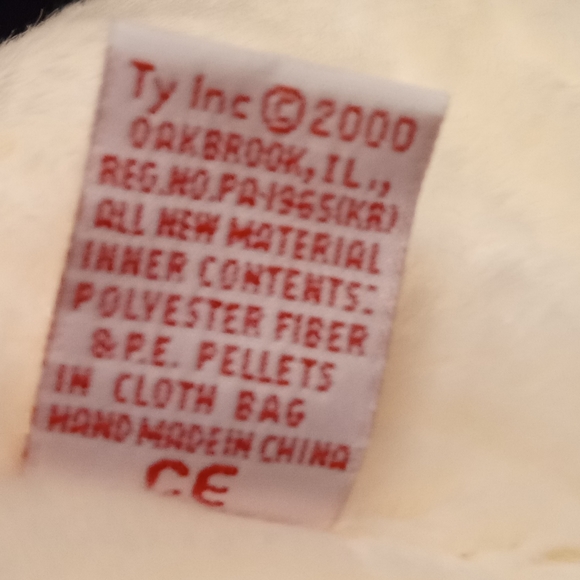 Ty Inc ©2000
OAKBROOK, IL.,
REG.NO.PA-1965(KR)
ALL NEW MATERIAL
INNER CONTENTS:
POLYESTER FIBER
& P.E. PELLETS
IN CLOTH BAG
HAND MADE IN CHINA
CE